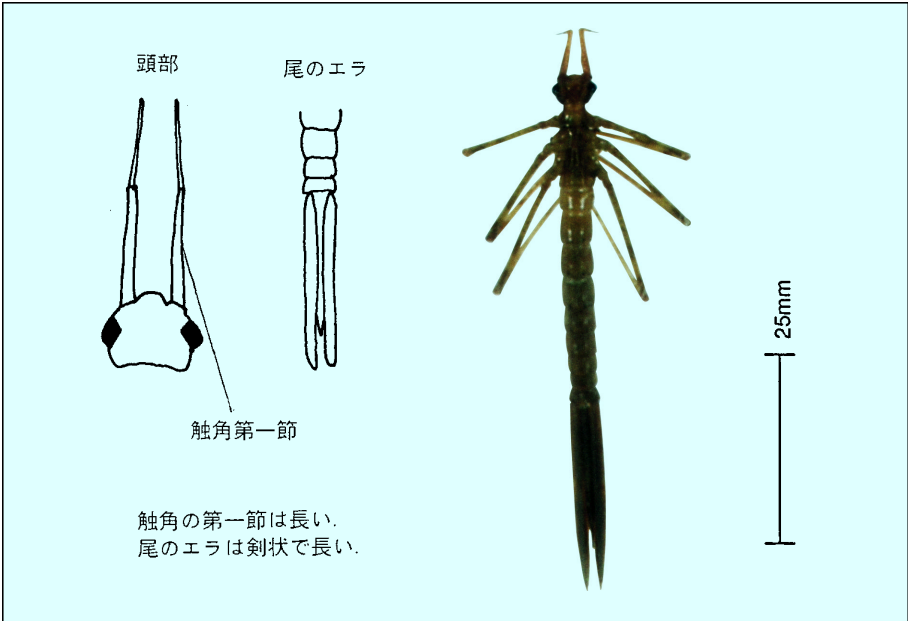 頭部
尾のエラ
触角第一節
触角の第一節は長い.
尾のエラは剣状で長い.
25mm